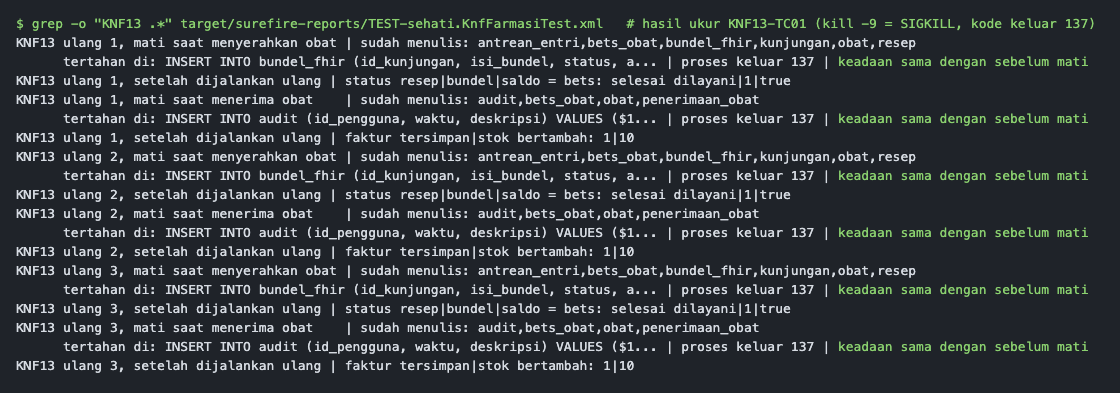 $ grep -o "KNF13 .*" target/surefire-reports/TEST-sehati.KnfFarmasiTest.xml   # hasil ukur KNF13-TC01 (kill -9 = SIGKILL, kode keluar 137)
KNF13 ulang 1, mati saat menyerahkan obat | sudah menulis: antrean_entri,bets_obat,bundel_fhir,kunjungan,obat,resep
      tertahan di: INSERT INTO bundel_fhir (id_kunjungan, isi_bundel, status, a... | proses keluar 137 | keadaan sama dengan sebelum mati
KNF13 ulang 1, setelah dijalankan ulang | status resep|bundel|saldo = bets: selesai dilayani|1|true
KNF13 ulang 1, mati saat menerima obat    | sudah menulis: audit,bets_obat,obat,penerimaan_obat
      tertahan di: INSERT INTO audit (id_pengguna, waktu, deskripsi) VALUES ($1... | proses keluar 137 | keadaan sama dengan sebelum mati
KNF13 ulang 1, setelah dijalankan ulang | faktur tersimpan|stok bertambah: 1|10
KNF13 ulang 2, mati saat menyerahkan obat | sudah menulis: antrean_entri,bets_obat,bundel_fhir,kunjungan,obat,resep
      tertahan di: INSERT INTO bundel_fhir (id_kunjungan, isi_bundel, status, a... | proses keluar 137 | keadaan sama dengan sebelum mati
KNF13 ulang 2, setelah dijalankan ulang | status resep|bundel|saldo = bets: selesai dilayani|1|true
KNF13 ulang 2, mati saat menerima obat    | sudah menulis: audit,bets_obat,obat,penerimaan_obat
      tertahan di: INSERT INTO audit (id_pengguna, waktu, deskripsi) VALUES ($1... | proses keluar 137 | keadaan sama dengan sebelum mati
KNF13 ulang 2, setelah dijalankan ulang | faktur tersimpan|stok bertambah: 1|10
KNF13 ulang 3, mati saat menyerahkan obat | sudah menulis: antrean_entri,bets_obat,bundel_fhir,kunjungan,obat,resep
      tertahan di: INSERT INTO bundel_fhir (id_kunjungan, isi_bundel, status, a... | proses keluar 137 | keadaan sama dengan sebelum mati
KNF13 ulang 3, setelah dijalankan ulang | status resep|bundel|saldo = bets: selesai dilayani|1|true
KNF13 ulang 3, mati saat menerima obat    | sudah menulis: audit,bets_obat,obat,penerimaan_obat
      tertahan di: INSERT INTO audit (id_pengguna, waktu, deskripsi) VALUES ($1... | proses keluar 137 | keadaan sama dengan sebelum mati
KNF13 ulang 3, setelah dijalankan ulang | faktur tersimpan|stok bertambah: 1|10